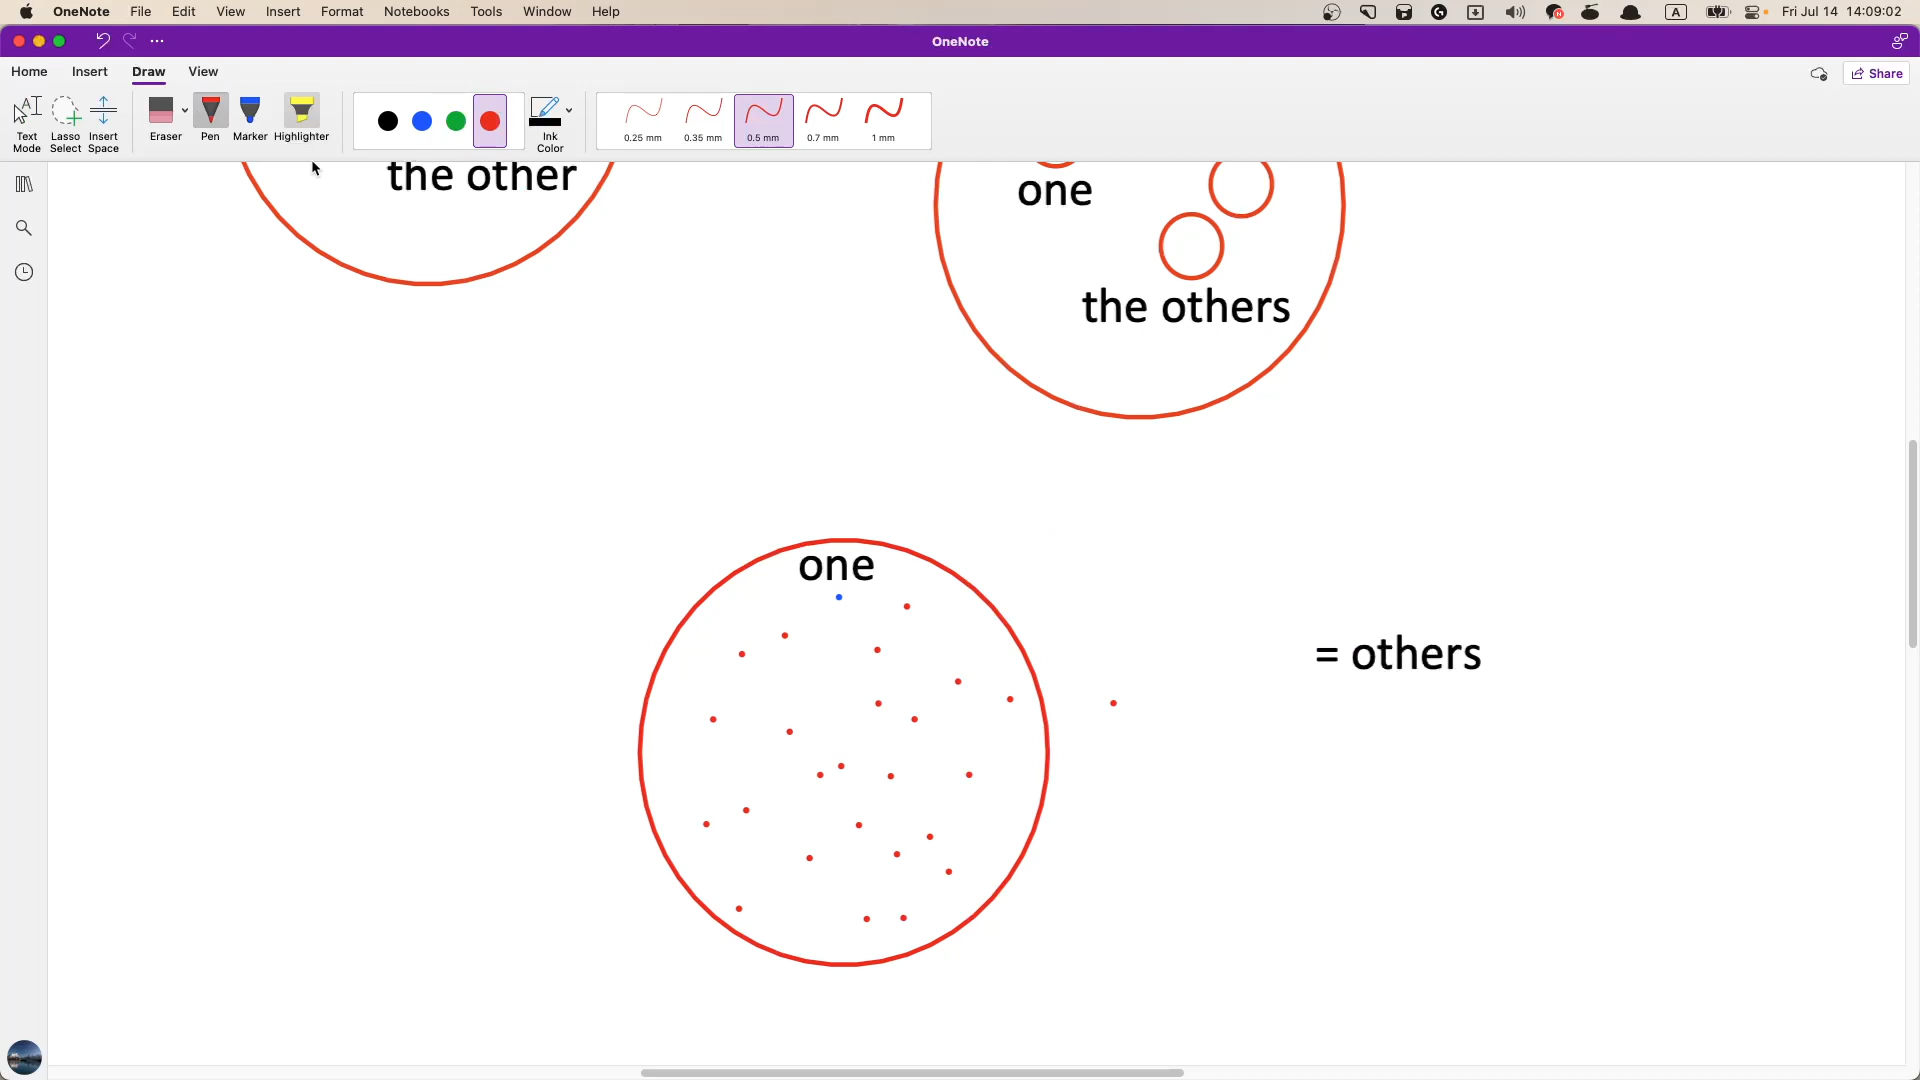 OneNote File Edit View Insert Format Notebooks Tools Window Help A Fri Jul 14 14:09:02
OneNote
Home Insert Draw View Share
Text Mode
Lasso Select
Insert Space
Eraser
Pen
Marker
Highlighter
Ink Color
0.25 mm
0.35 mm
0.5 mm
0.7 mm
1 mm
the other
one
the others
one
= others